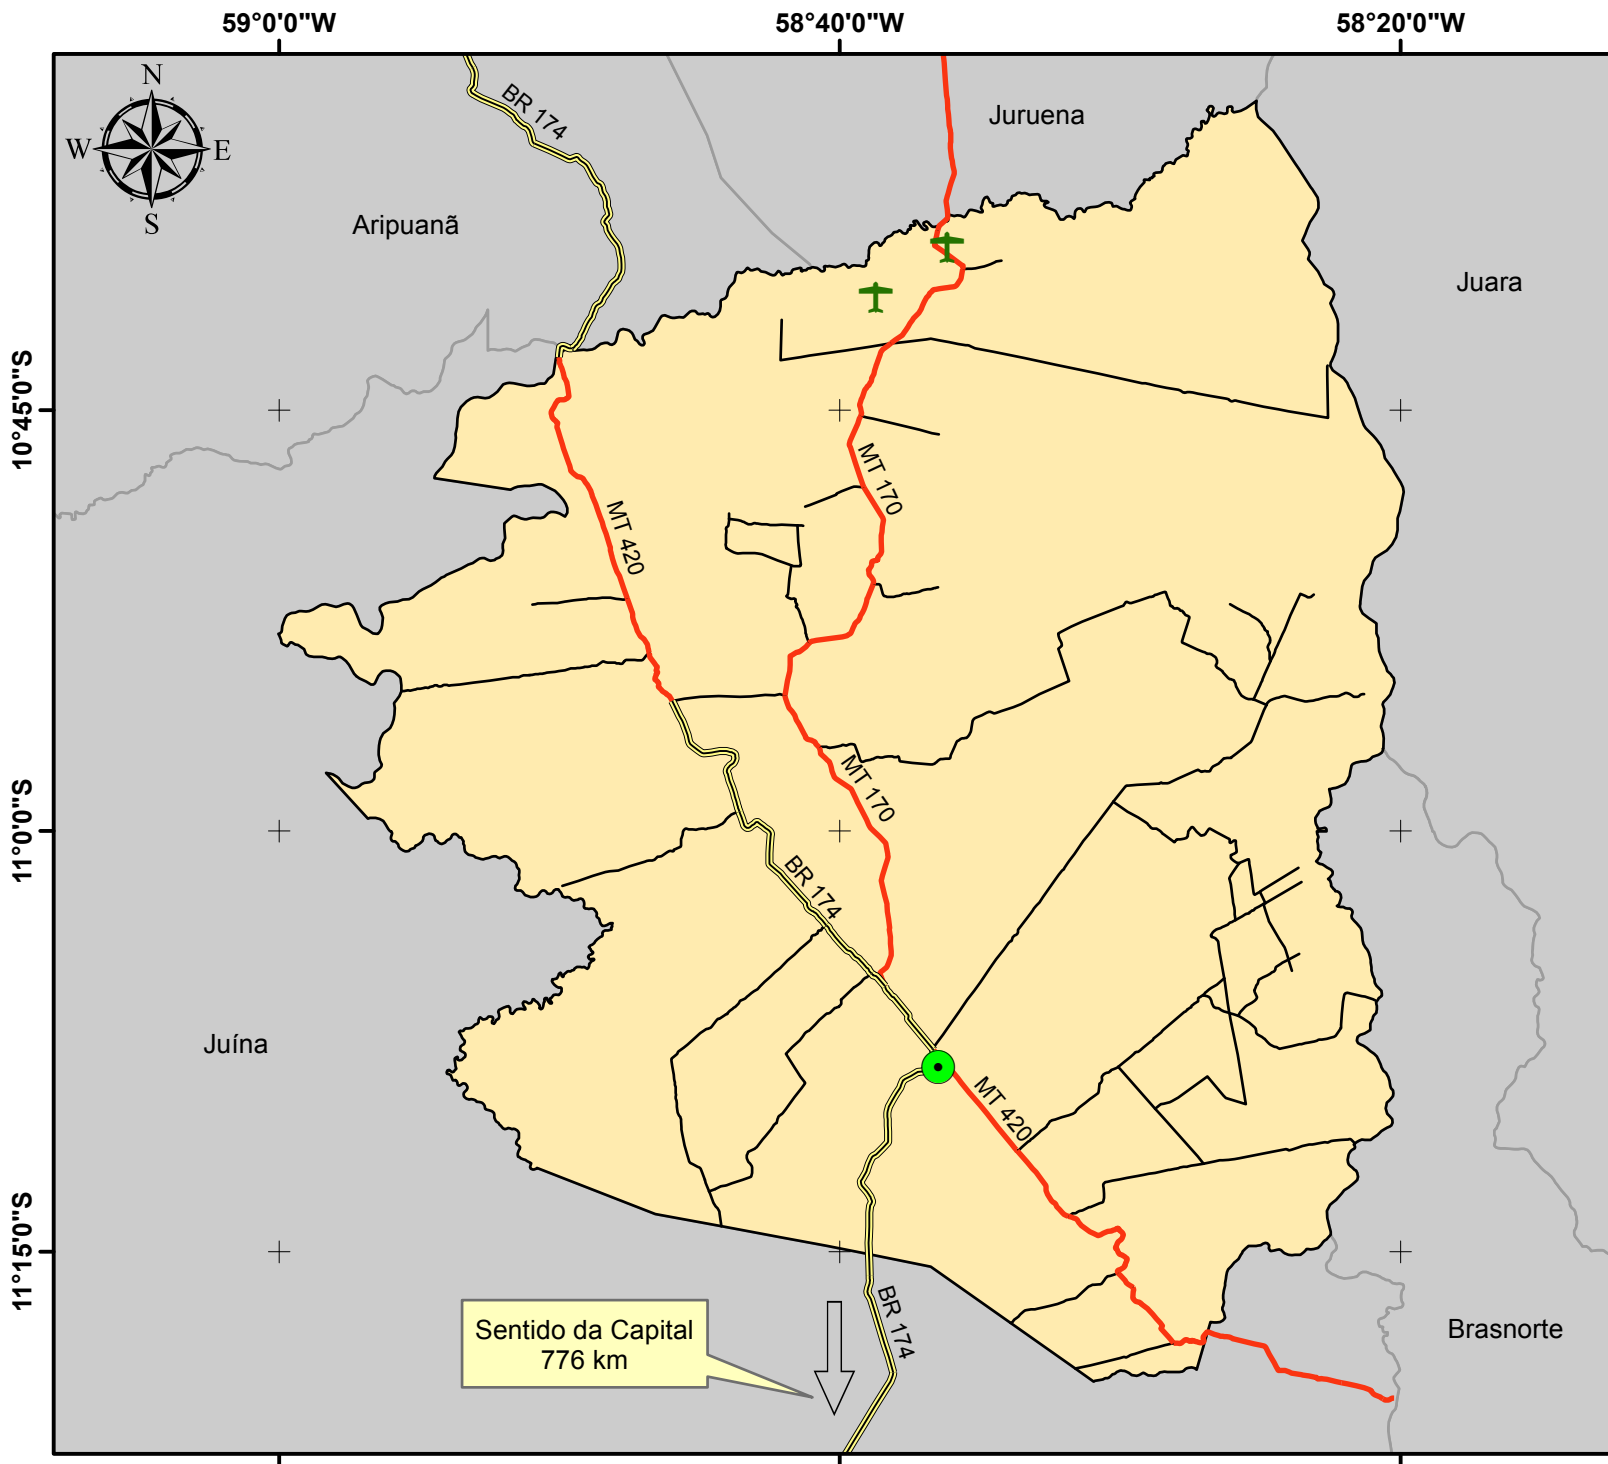 59°0'0"W
58°40'0"W
58°20'0"W
N
W
E
S
BR 174
Juruena
Aripuanã
Juara
10°45'0"S
MT 170
MT 420
MT 170
11°0'0"S
BR 174
Juína
MT 420
11°15'0"S
BR 174
Sentido da Capital
776 km
Brasnorte